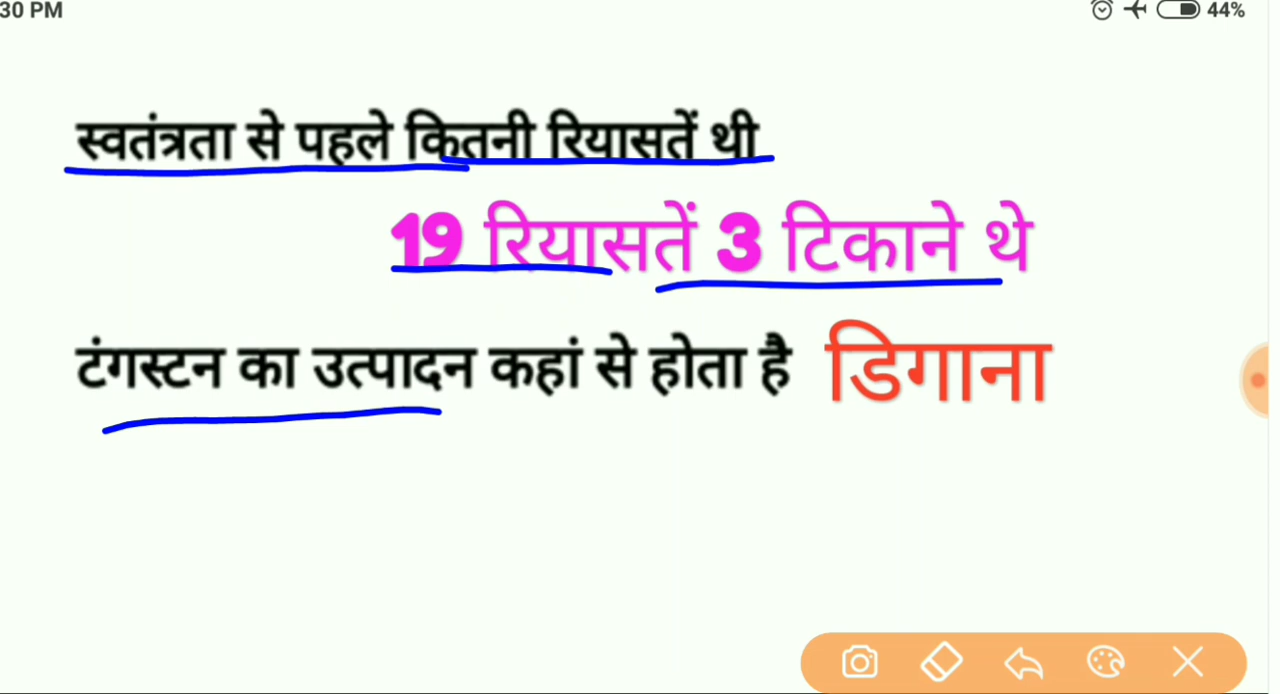 30 PM 44%
स्वतंत्रता से पहले कितनी रियासतें थी
19 रियासतें 3 टिकाने थे
टंगस्टन का उत्पादन कहां से होता है डिगाना